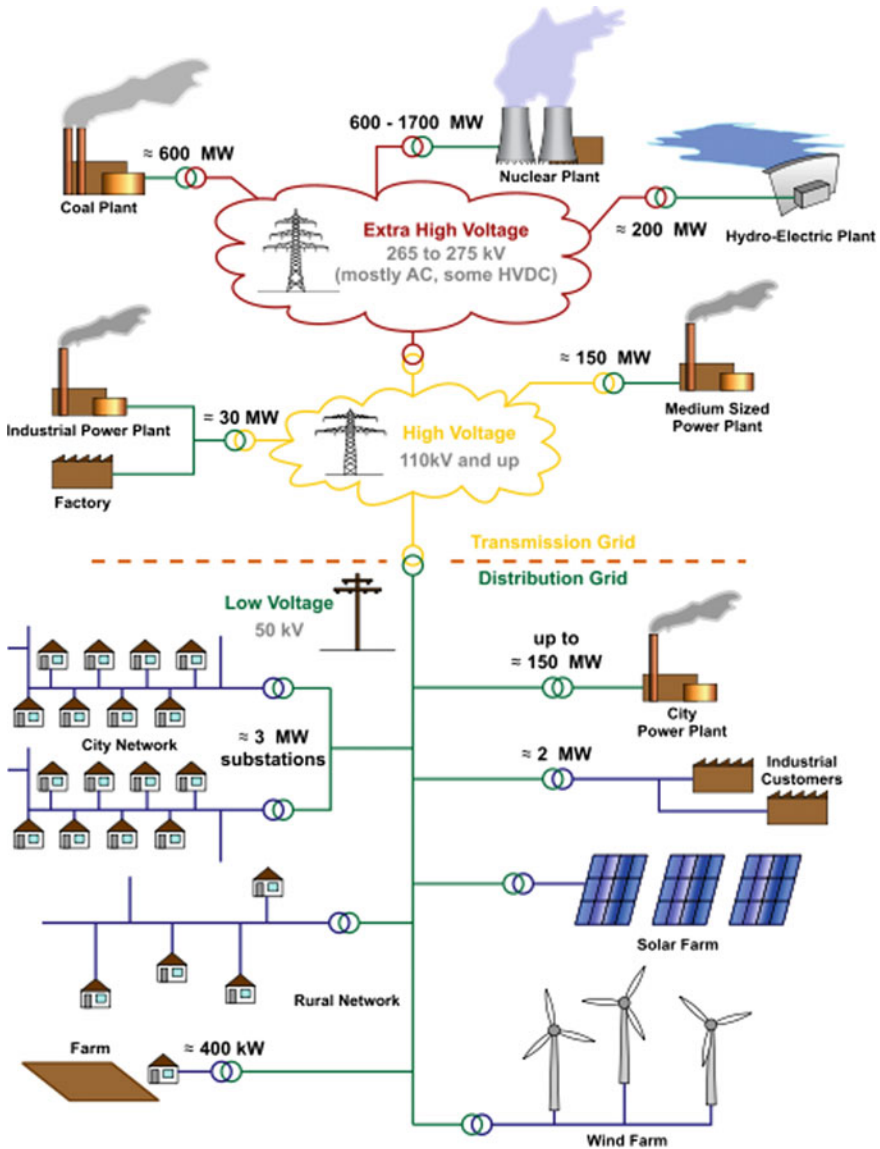 600 - 1700 MW
≈ 600 MW
Nuclear Plant
Coal Plant
Extra High Voltage
265 to 275 kV
(mostly AC, some HVDC)
≈ 200 MW
Hydro-Electric Plant
≈ 150 MW
≈ 30 MW
Medium Sized
Power Plant
Industrial Power Plant
High Voltage
110kV and up
Factory
Transmission Grid
Distribution Grid
Low Voltage
50 kV
up to
≈ 150 MW
City
Power Plant
City Network
≈ 3 MW
substations
≈ 2 MW
Industrial
Customers
Solar Farm
Rural Network
Farm
≈ 400 kW
Wind Farm